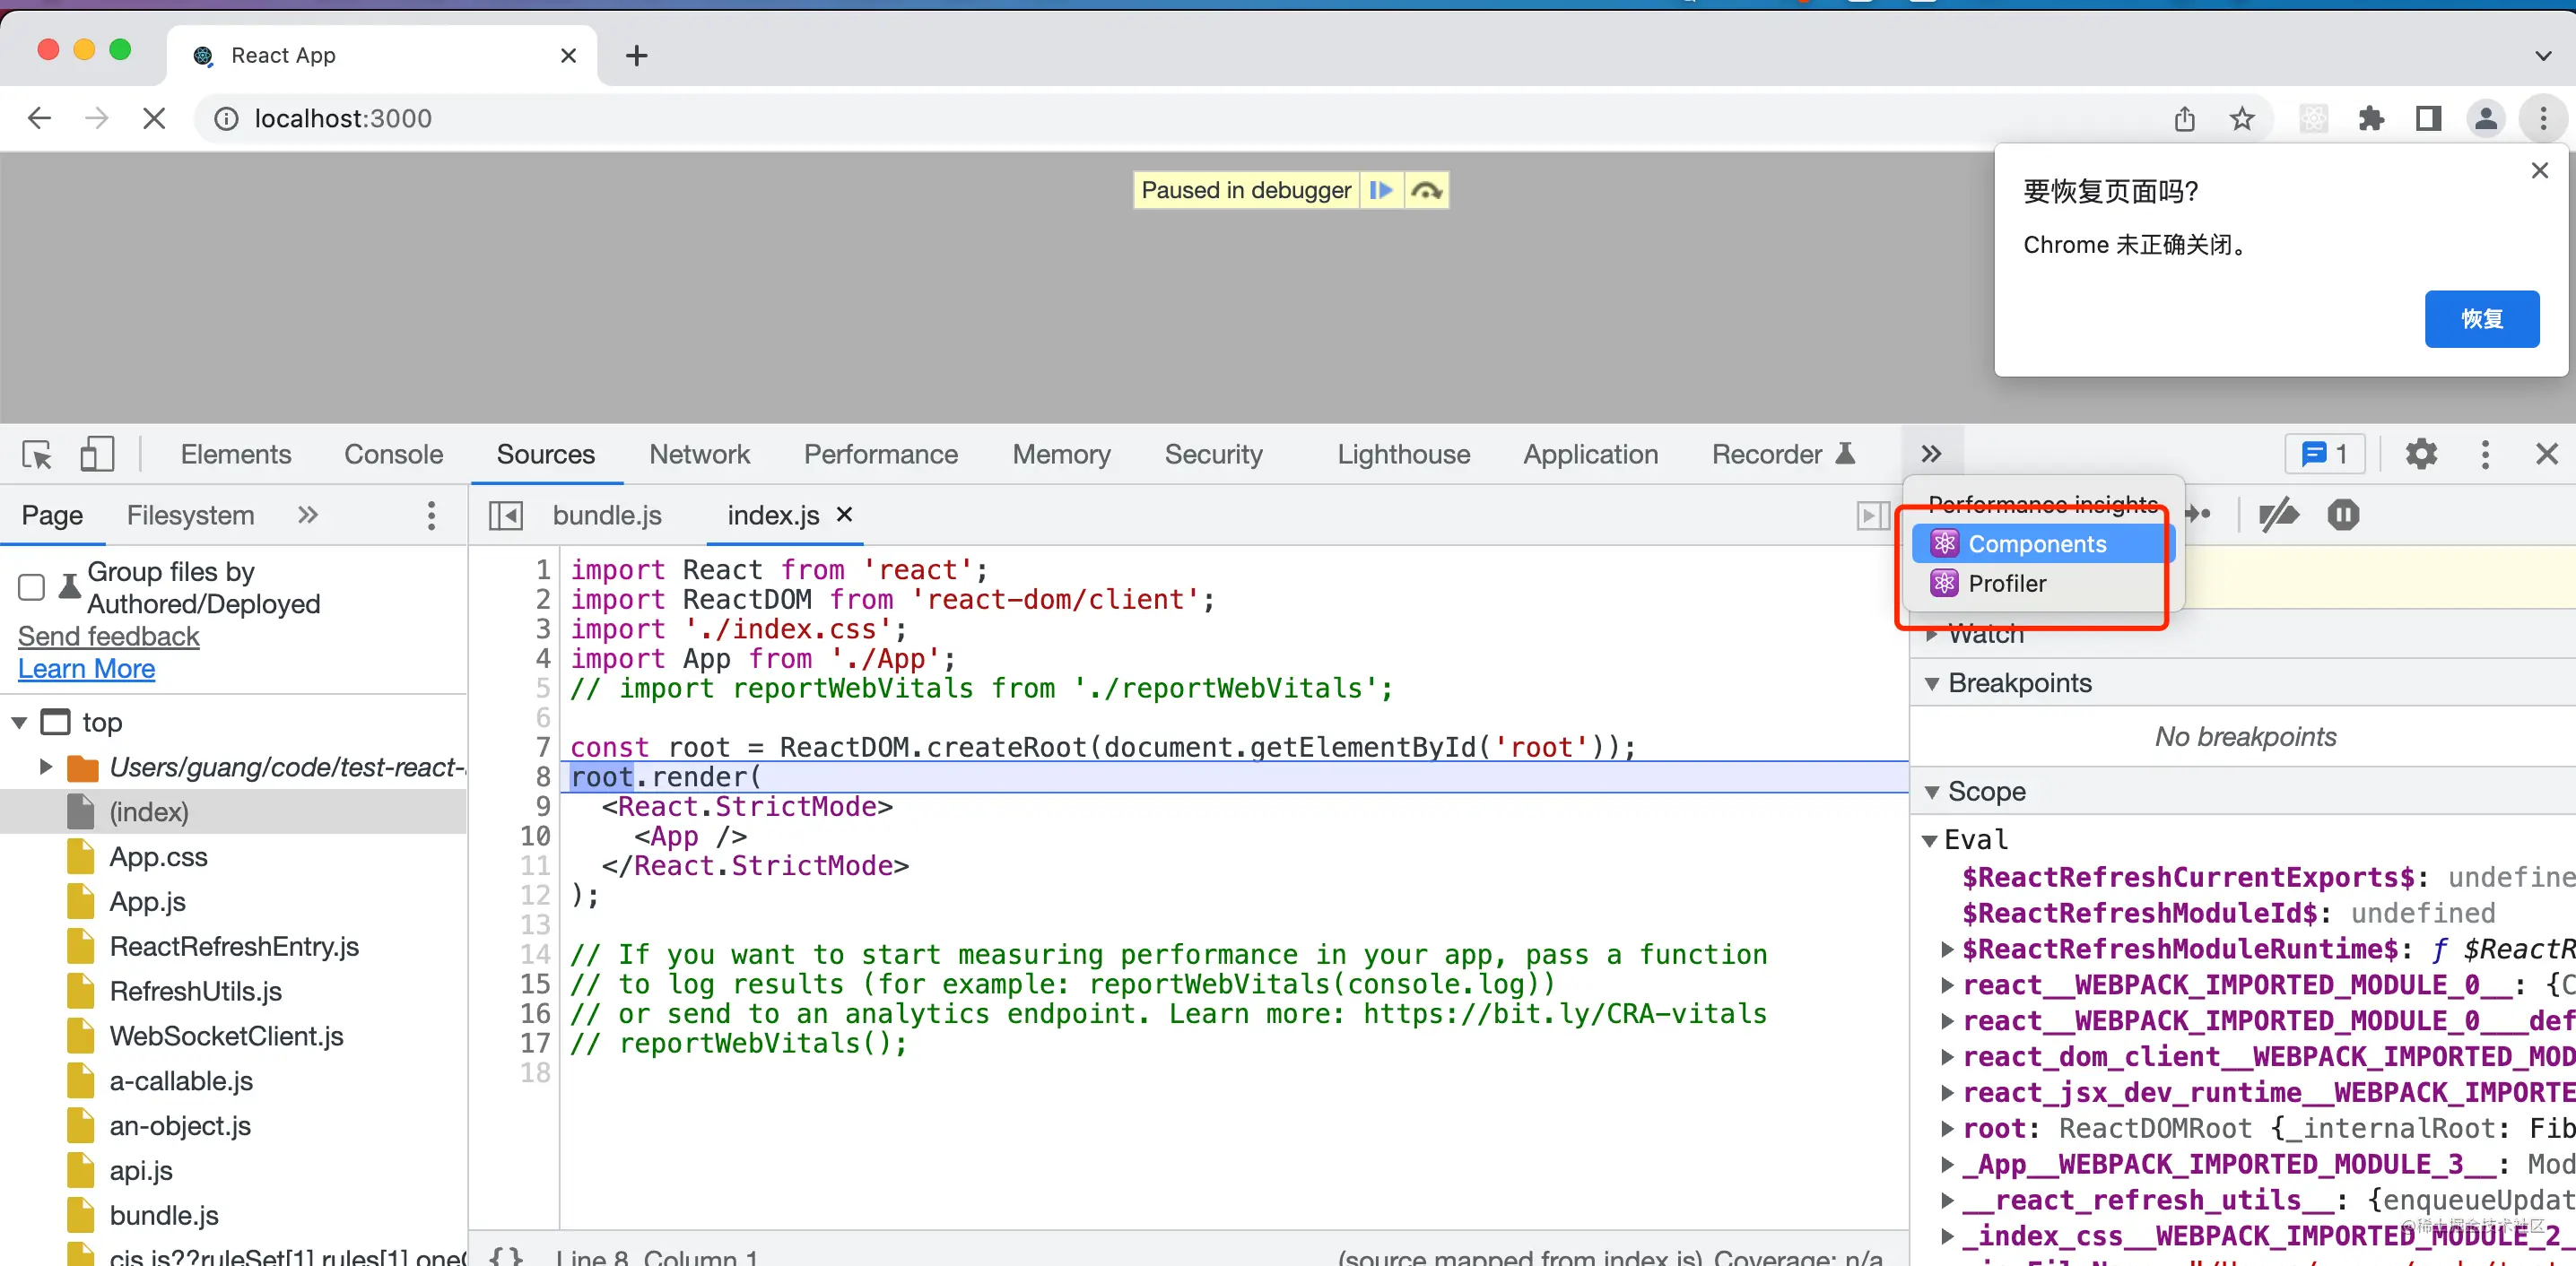 React App
localhost:3000
Paused in debugger
要恢复页面吗?
Chrome 未正确关闭。
恢复
Elements Console Sources Network Performance Memory Security Lighthouse Application Recorder
1
Page Filesystem
bundle.js index.js
Performance insights
Components
Profiler
Group files by
Authored/Deployed
Send feedback
Learn More
top
Users/guang/code/test-react-
(index)
App.css
App.js
ReactRefreshEntry.js
RefreshUtils.js
WebSocketClient.js
a-callable.js
an-object.js
api.js
bundle.js
cjs.js??ruleSet[1].rules[1].one
1 import React from 'react';
2 import ReactDOM from 'react-dom/client';
3 import './index.css';
4 import App from './App';
5 // import reportWebVitals from './reportWebVitals';
6
7 const root = ReactDOM.createRoot(document.getElementById('root'));
8 root.render(
9 <React.StrictMode>
10 <App />
11 </React.StrictMode>
12 );
13
14 // If you want to start measuring performance in your app, pass a function
15 // to log results (for example: reportWebVitals(console.log))
16 // or send to an analytics endpoint. Learn more: https://bit.ly/CRA-vitals
17 // reportWebVitals();
18
{} Line 8, Column 1
(source mapped from index.js) Coverage: n/a
Watch
Breakpoints
No breakpoints
Scope
Eval
$ReactRefreshCurrentExports$: undefine
$ReactRefreshModuleId$: undefined
$ReactRefreshModuleRuntime$: ƒ $ReactR
react__WEBPACK_IMPORTED_MODULE_0__: {C
react__WEBPACK_IMPORTED_MODULE_0___def
react_dom_client__WEBPACK_IMPORTED_MOD
react_jsx_dev_runtime__WEBPACK_IMPORTE
root: ReactDOMRoot {_internalRoot: Fib
_App__WEBPACK_IMPORTED_MODULE_3__: Mod
__react_refresh_utils__: {enqueueUpdat
_index_css__WEBPACK_IMPORTED_MODULE_2_
@稀土掘金技术社区